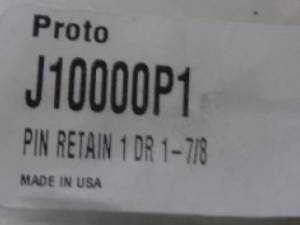 Proto
J10000P1
PIN RETAIN 1 DR 1-7/8
MADE IN USA